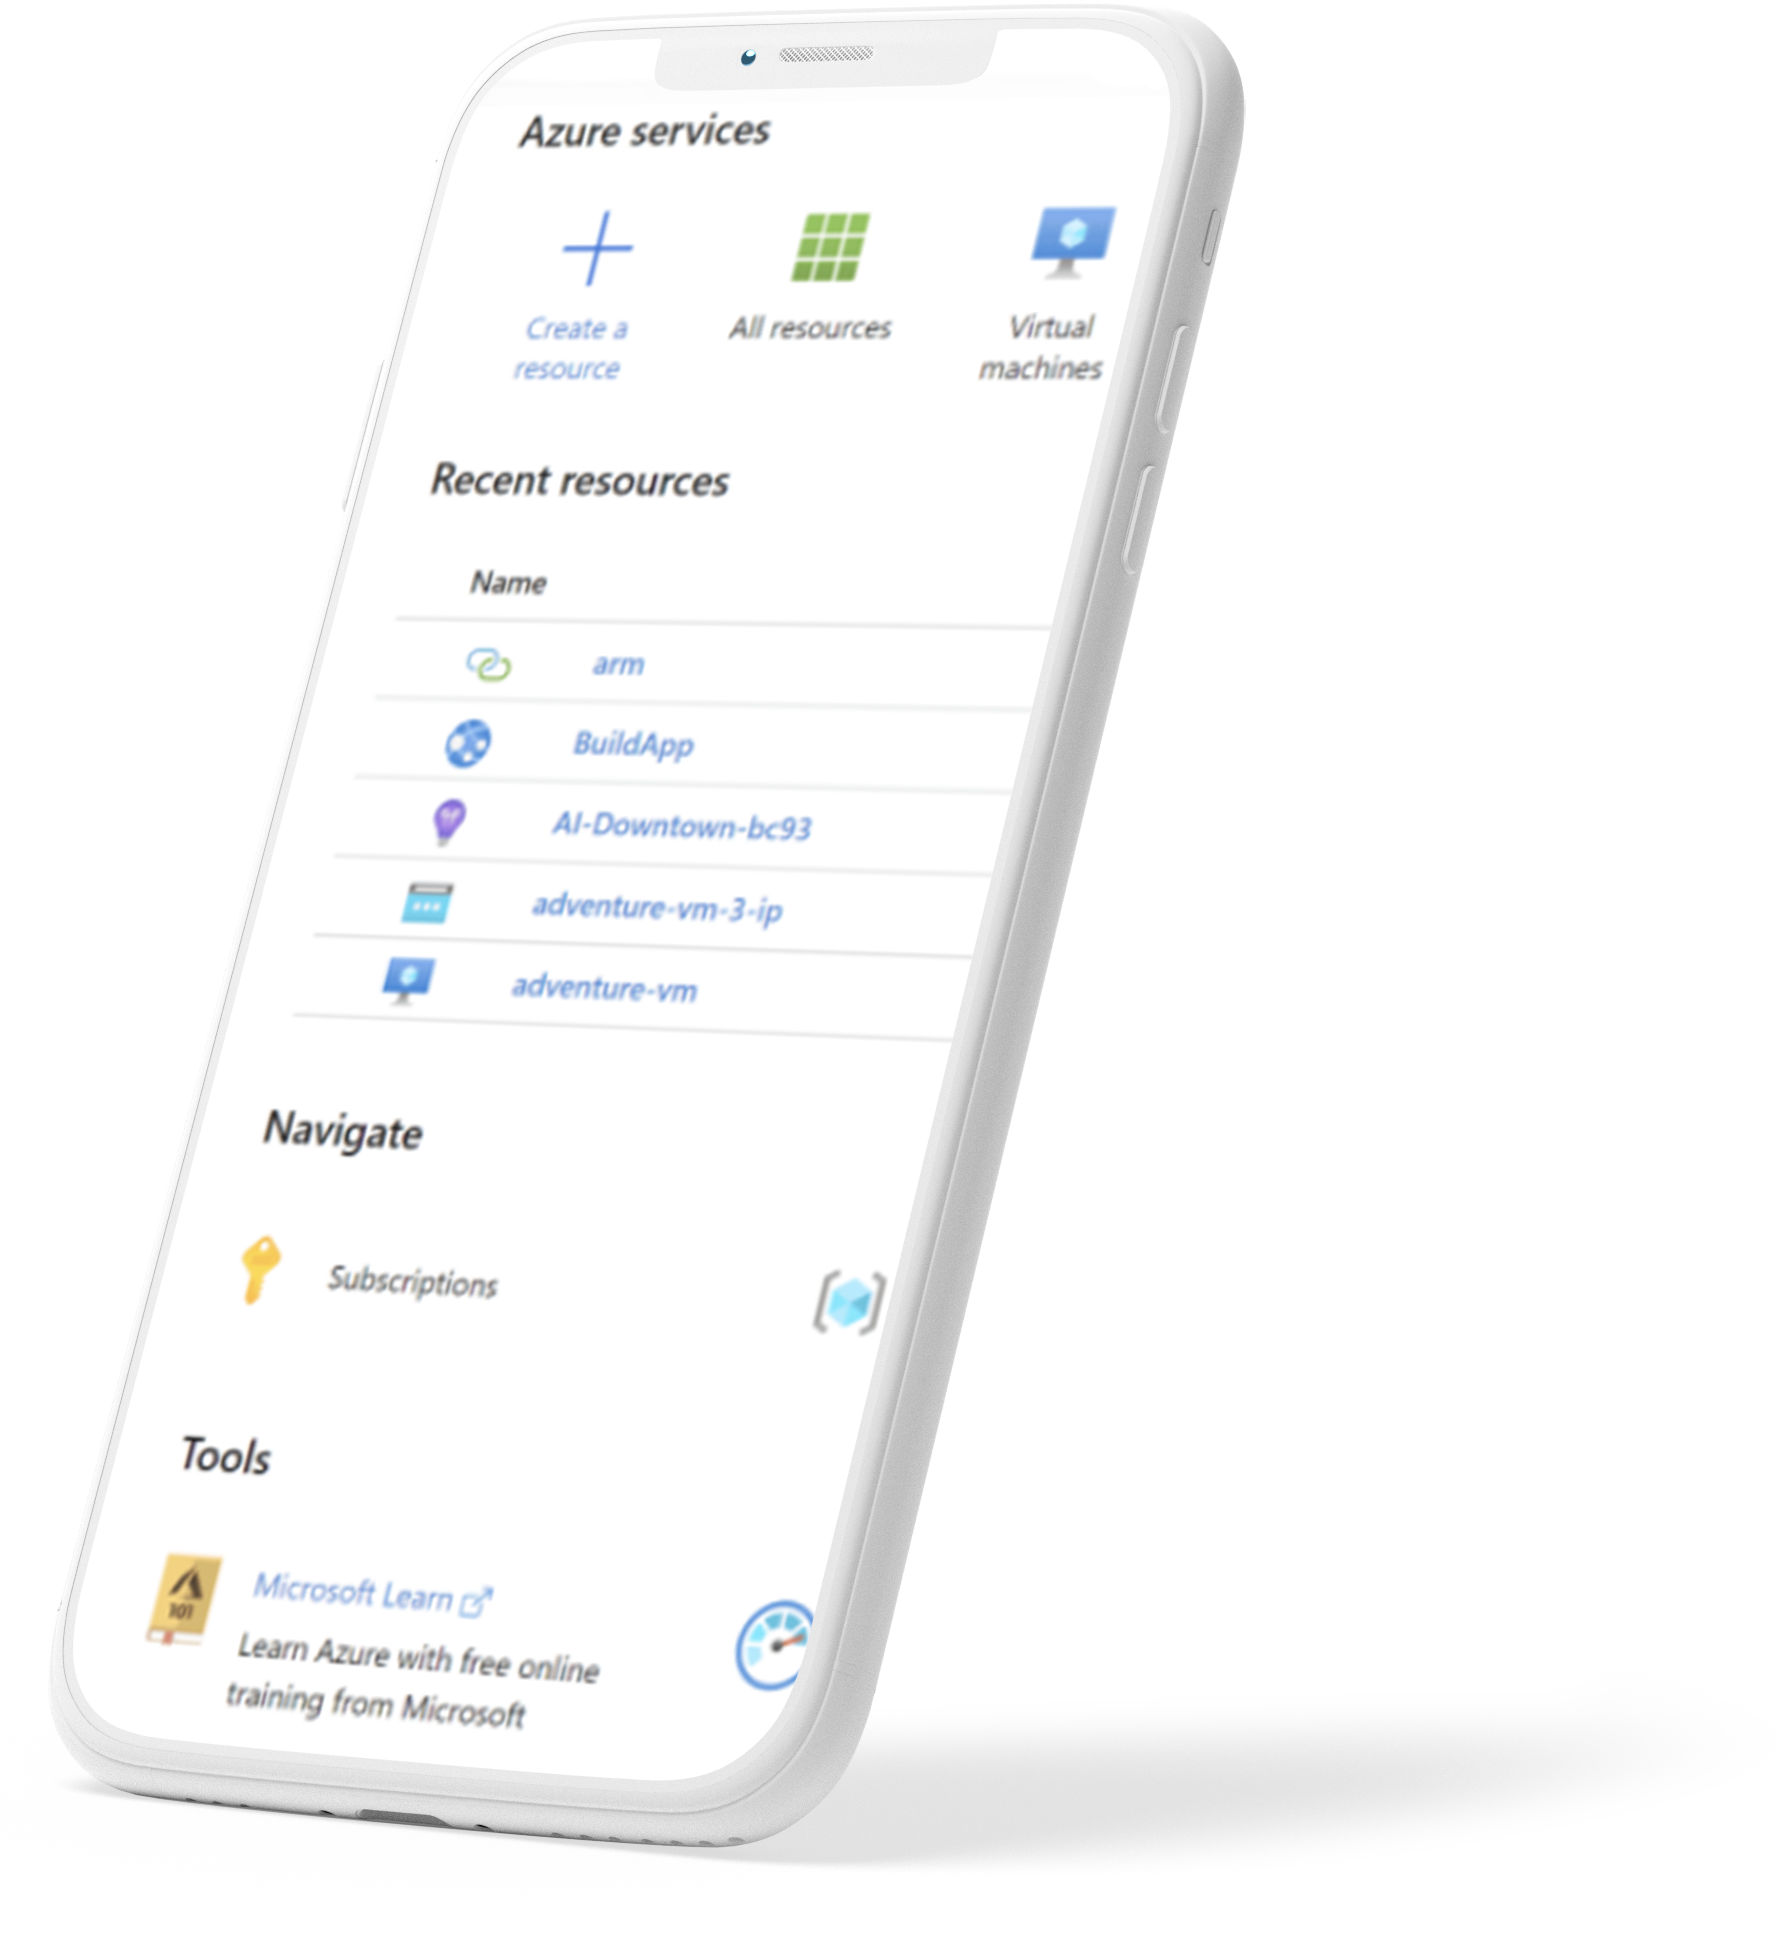 Azure services
Create a
resource
All resources
Virtual
machines
Recent resources
Name
arm
BuildApp
AI-Downtown-bc93
adventure-vm-3-ip
adventure-vm
Navigate
Subscriptions
Tools
101
Microsoft Learn
Learn Azure with free online
training from Microsoft